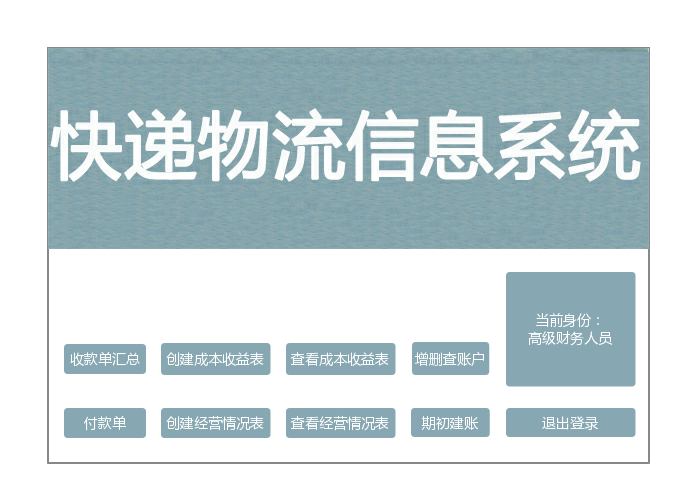 快递物流信息系统
当前身份：
高级财务人员
收款单汇总
创建成本收益表
查看成本收益表
增删查账户
付款单
创建经营情况表
查看经营情况表
期初建账
退出登录